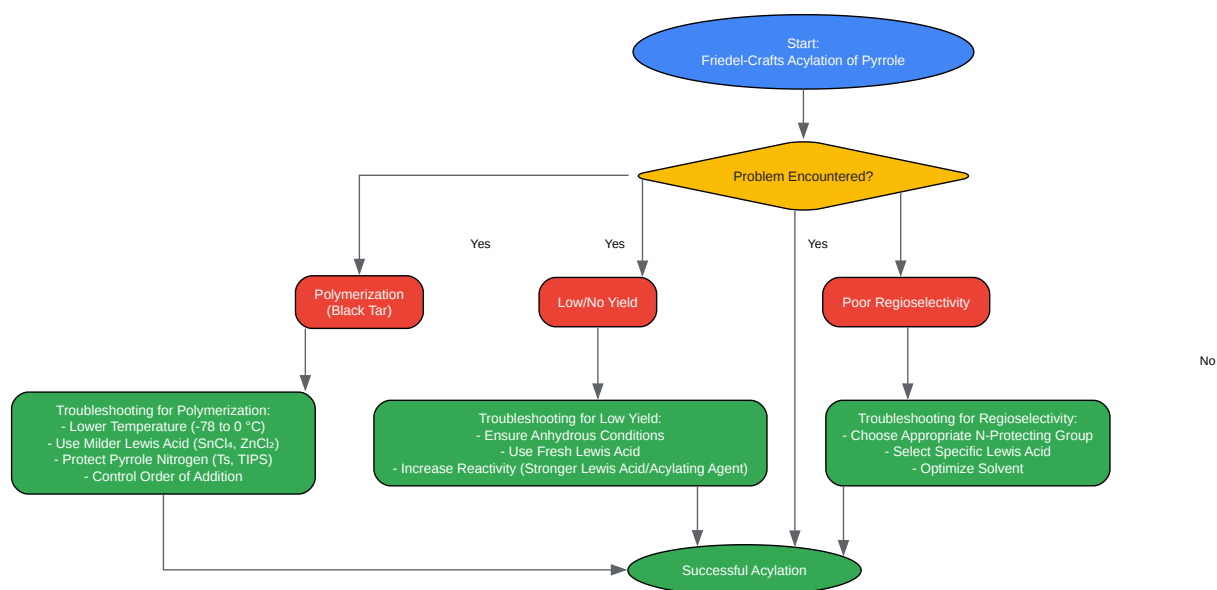 Start:
Friedel-Crafts Acylation of Pyrrole
Problem Encountered?
Yes
Yes
Yes
Polymerization
(Black Tar)
Low/No Yield
Poor Regioselectivity
No
Troubleshooting for Polymerization:
- Lower Temperature (-78 to 0 °C)
- Use Milder Lewis Acid (SnCl₄, ZnCl₂)
- Protect Pyrrole Nitrogen (Ts, TIPS)
- Control Order of Addition
Troubleshooting for Low Yield:
- Ensure Anhydrous Conditions
- Use Fresh Lewis Acid
- Increase Reactivity (Stronger Lewis Acid/Acylating Agent)
Troubleshooting for Regioselectivity:
- Choose Appropriate N-Protecting Group
- Select Specific Lewis Acid
- Optimize Solvent
Successful Acylation